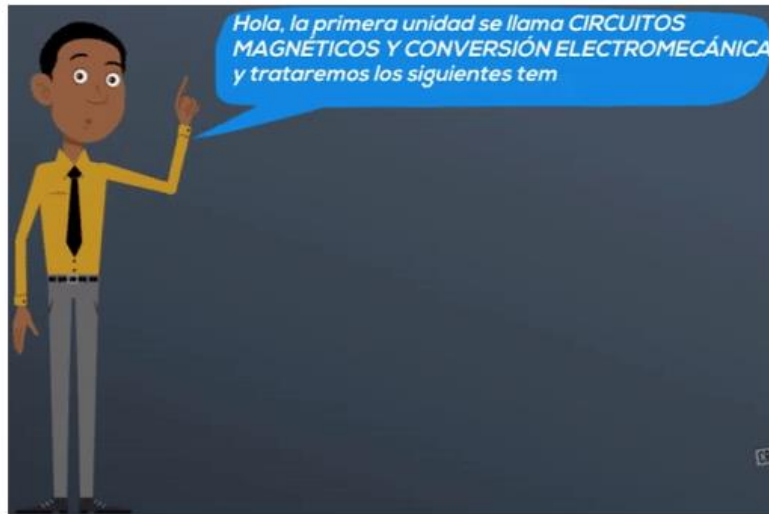 Hola, la primera unidad se llama CIRCUITOS
MAGNÉTICOS Y CONVERSIÓN ELECTROMECÁNICA
y trataremos los siguientes tem